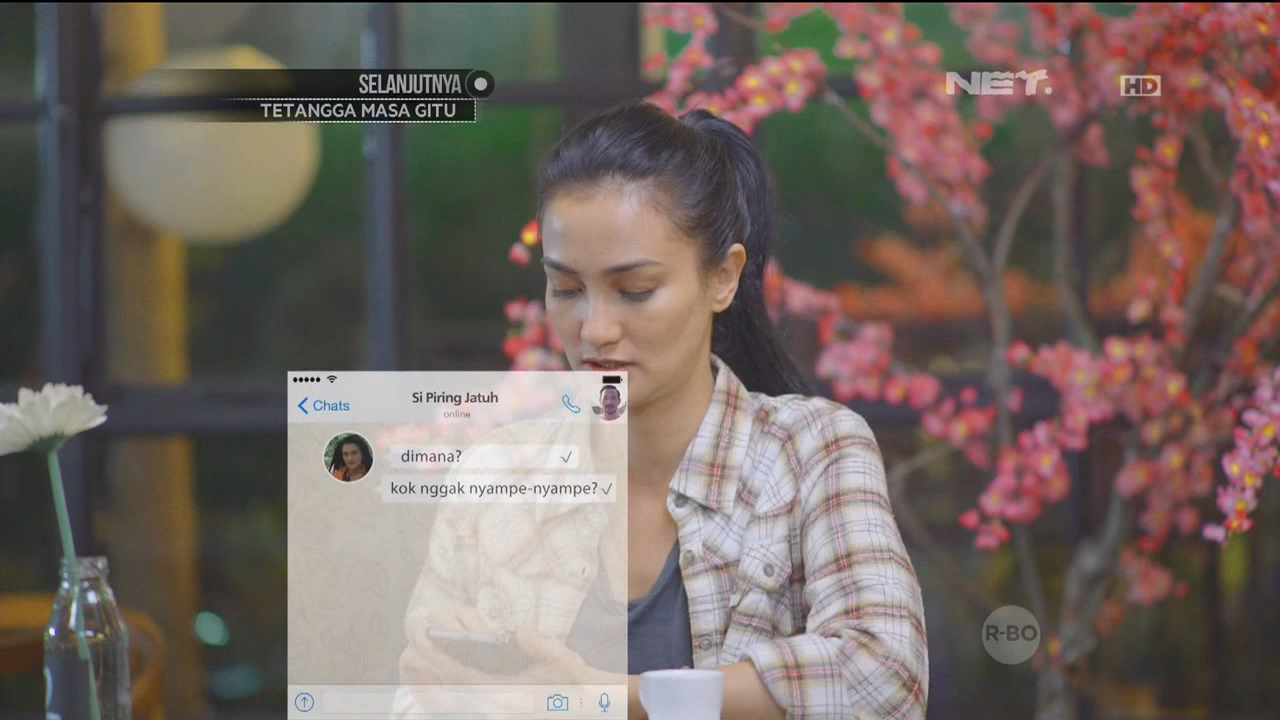 SELANJUTNYA
TETANGGA MASA GITU
NET.
HD
Chats
Si Piring Jatuh
online
dimana?
kok nggak nyampe-nyampe?
R-BO